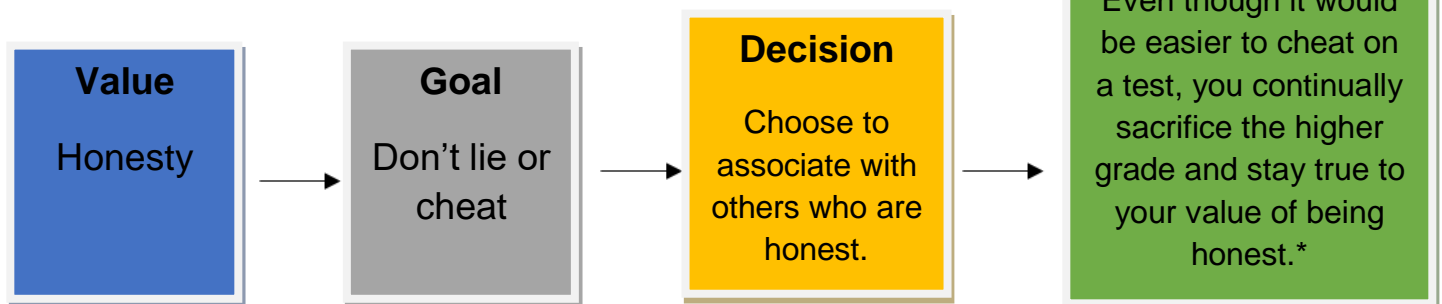 Value
Honesty
Goal
Don’t lie or
cheat
Decision
Choose to
associate with
others who are
honest.
Even though it would
be easier to cheat on
a test, you continually
sacrifice the higher
grade and stay true to
your value of being
honest.*